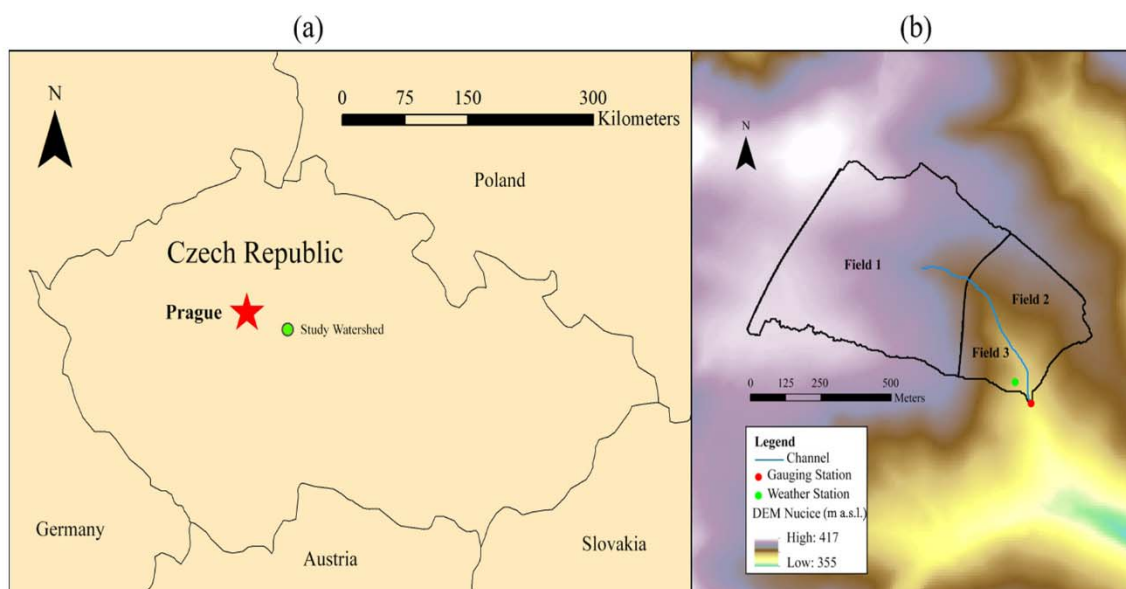 (a)
N
0 75 150 300
Kilometers
Poland
Czech Republic
Prague
Study Watershed
Germany
Austria
Slovakia
(b)
N
Field 1
Field 2
Field 3
0 125 250 500
Meters
Legend
Channel
Gauging Station
Weather Station
DEM Nucice (m a.s.l.)
High: 417
Low: 355